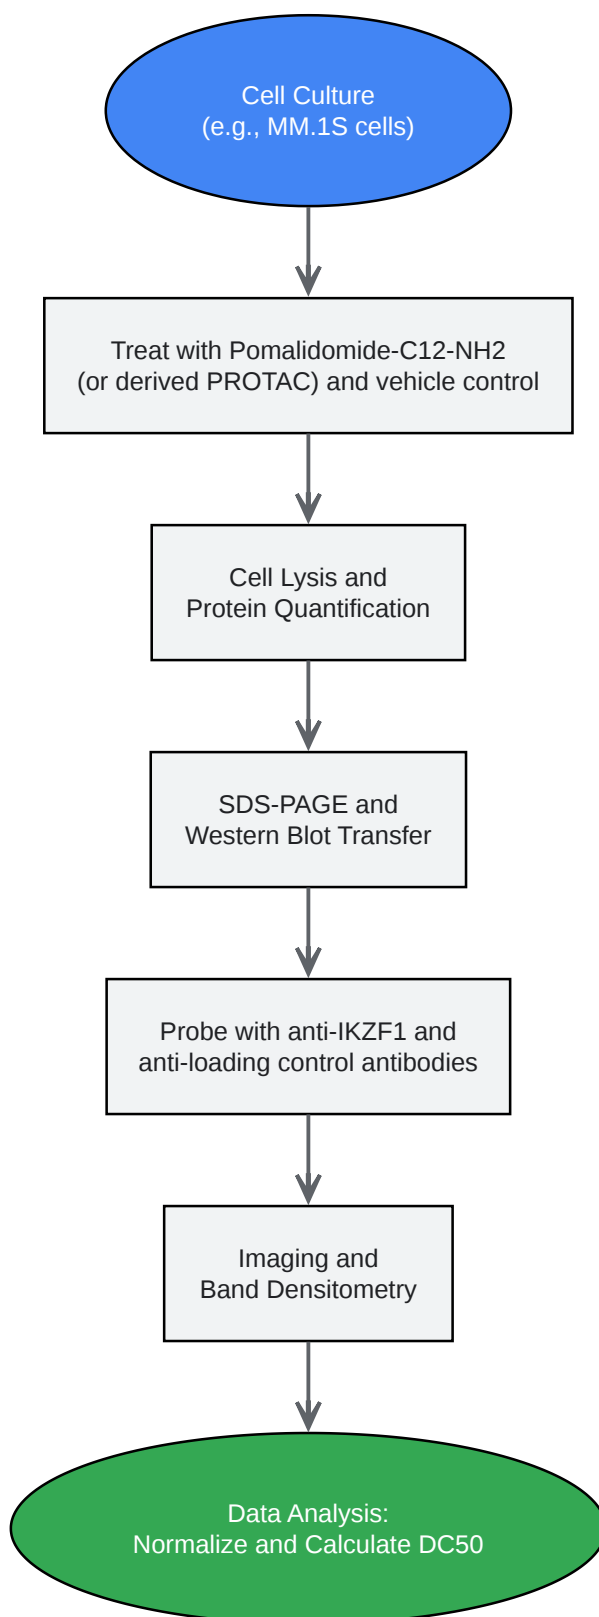 Cell Culture
(e.g., MM.1S cells)
Treat with Pomalidomide-C12-NH2
(or derived PROTAC) and vehicle control
Cell Lysis and
Protein Quantification
SDS-PAGE and
Western Blot Transfer
Probe with anti-IKZF1 and
anti-loading control antibodies
Imaging and
Band Densitometry
Data Analysis:
Normalize and Calculate DC50